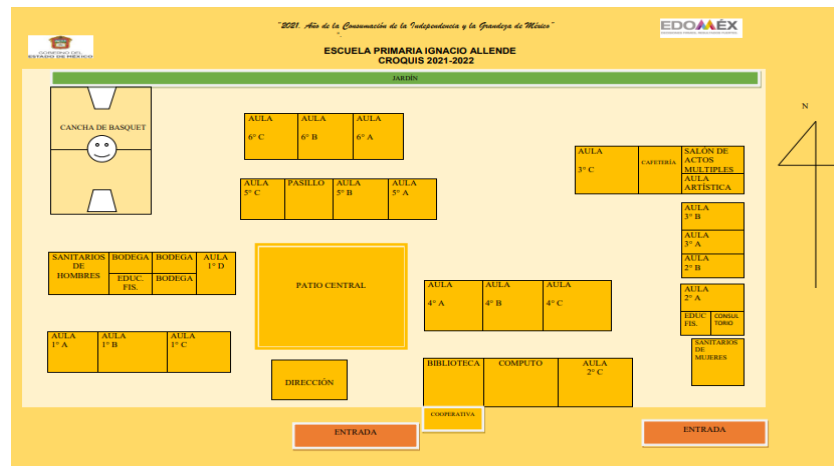 "2021. Año de la Consumación de la Independencia y la Grandeza de México"
EDOMÉX
GOBIERNO DEL
ESTADO DE MÉXICO
ESCUELA PRIMARIA IGNACIO ALLENDE
CROQUIS 2021-2022
JARDÍN
CANCHA DE BASQUET
AULA
6° C
AULA
6° B
AULA
6° A
N
AULA
3° C
CAFETERÍA
SALÓN DE
ACTOS
MULTIPLES
AULA
ARTÍSTICA
AULA
5° C
PASILLO
AULA
5° B
AULA
5° A
AULA
3° B
AULA
3° A
AULA
2° B
SANITARIOS
DE
HOMBRES
BODEGA
BODEGA
AULA
1° D
EDUC.
FIS.
BODEGA
PATIO CENTRAL
AULA
4° A
AULA
4° B
AULA
4° C
AULA
2° A
EDUC
FIS.
CONSUL
TORIO
AULA
1° A
AULA
1° B
AULA
1° C
SANITARIOS
DE
MUJERES
DIRECCIÓN
BIBLIOTECA
COMPUTO
AULA
2° C
COOPERATIVA
ENTRADA
ENTRADA